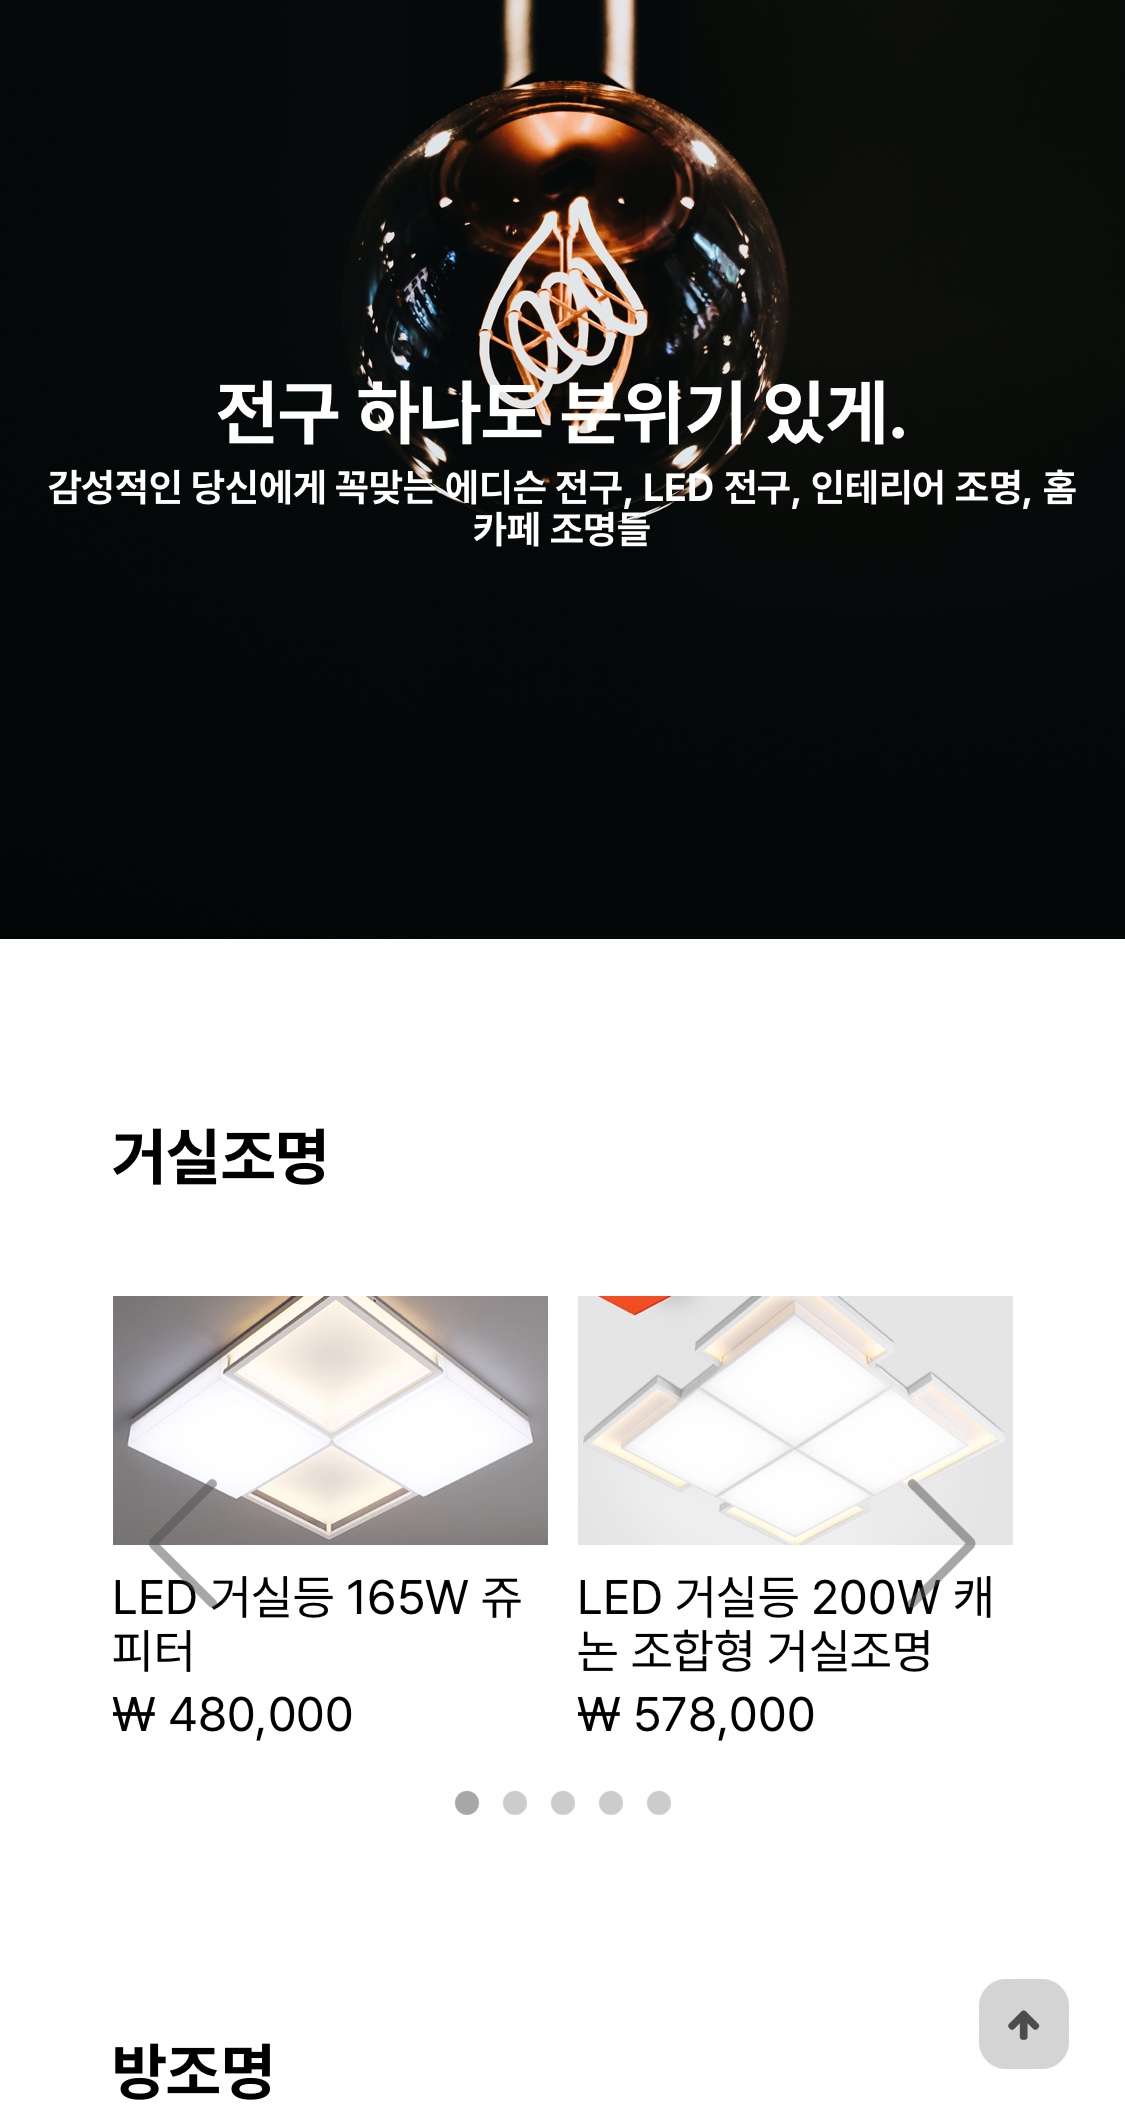 전구 하나도 분위기 있게.
감성적인 당신에게 꼭맞는 에디슨 전구, LED 전구, 인테리어 조명, 홈
카페 조명들
거실조명
LED 거실등 165W 쥬
피터
₩ 480,000
LED 거실등 200W 캐
논 조합형 거실조명
₩ 578,000
방조명